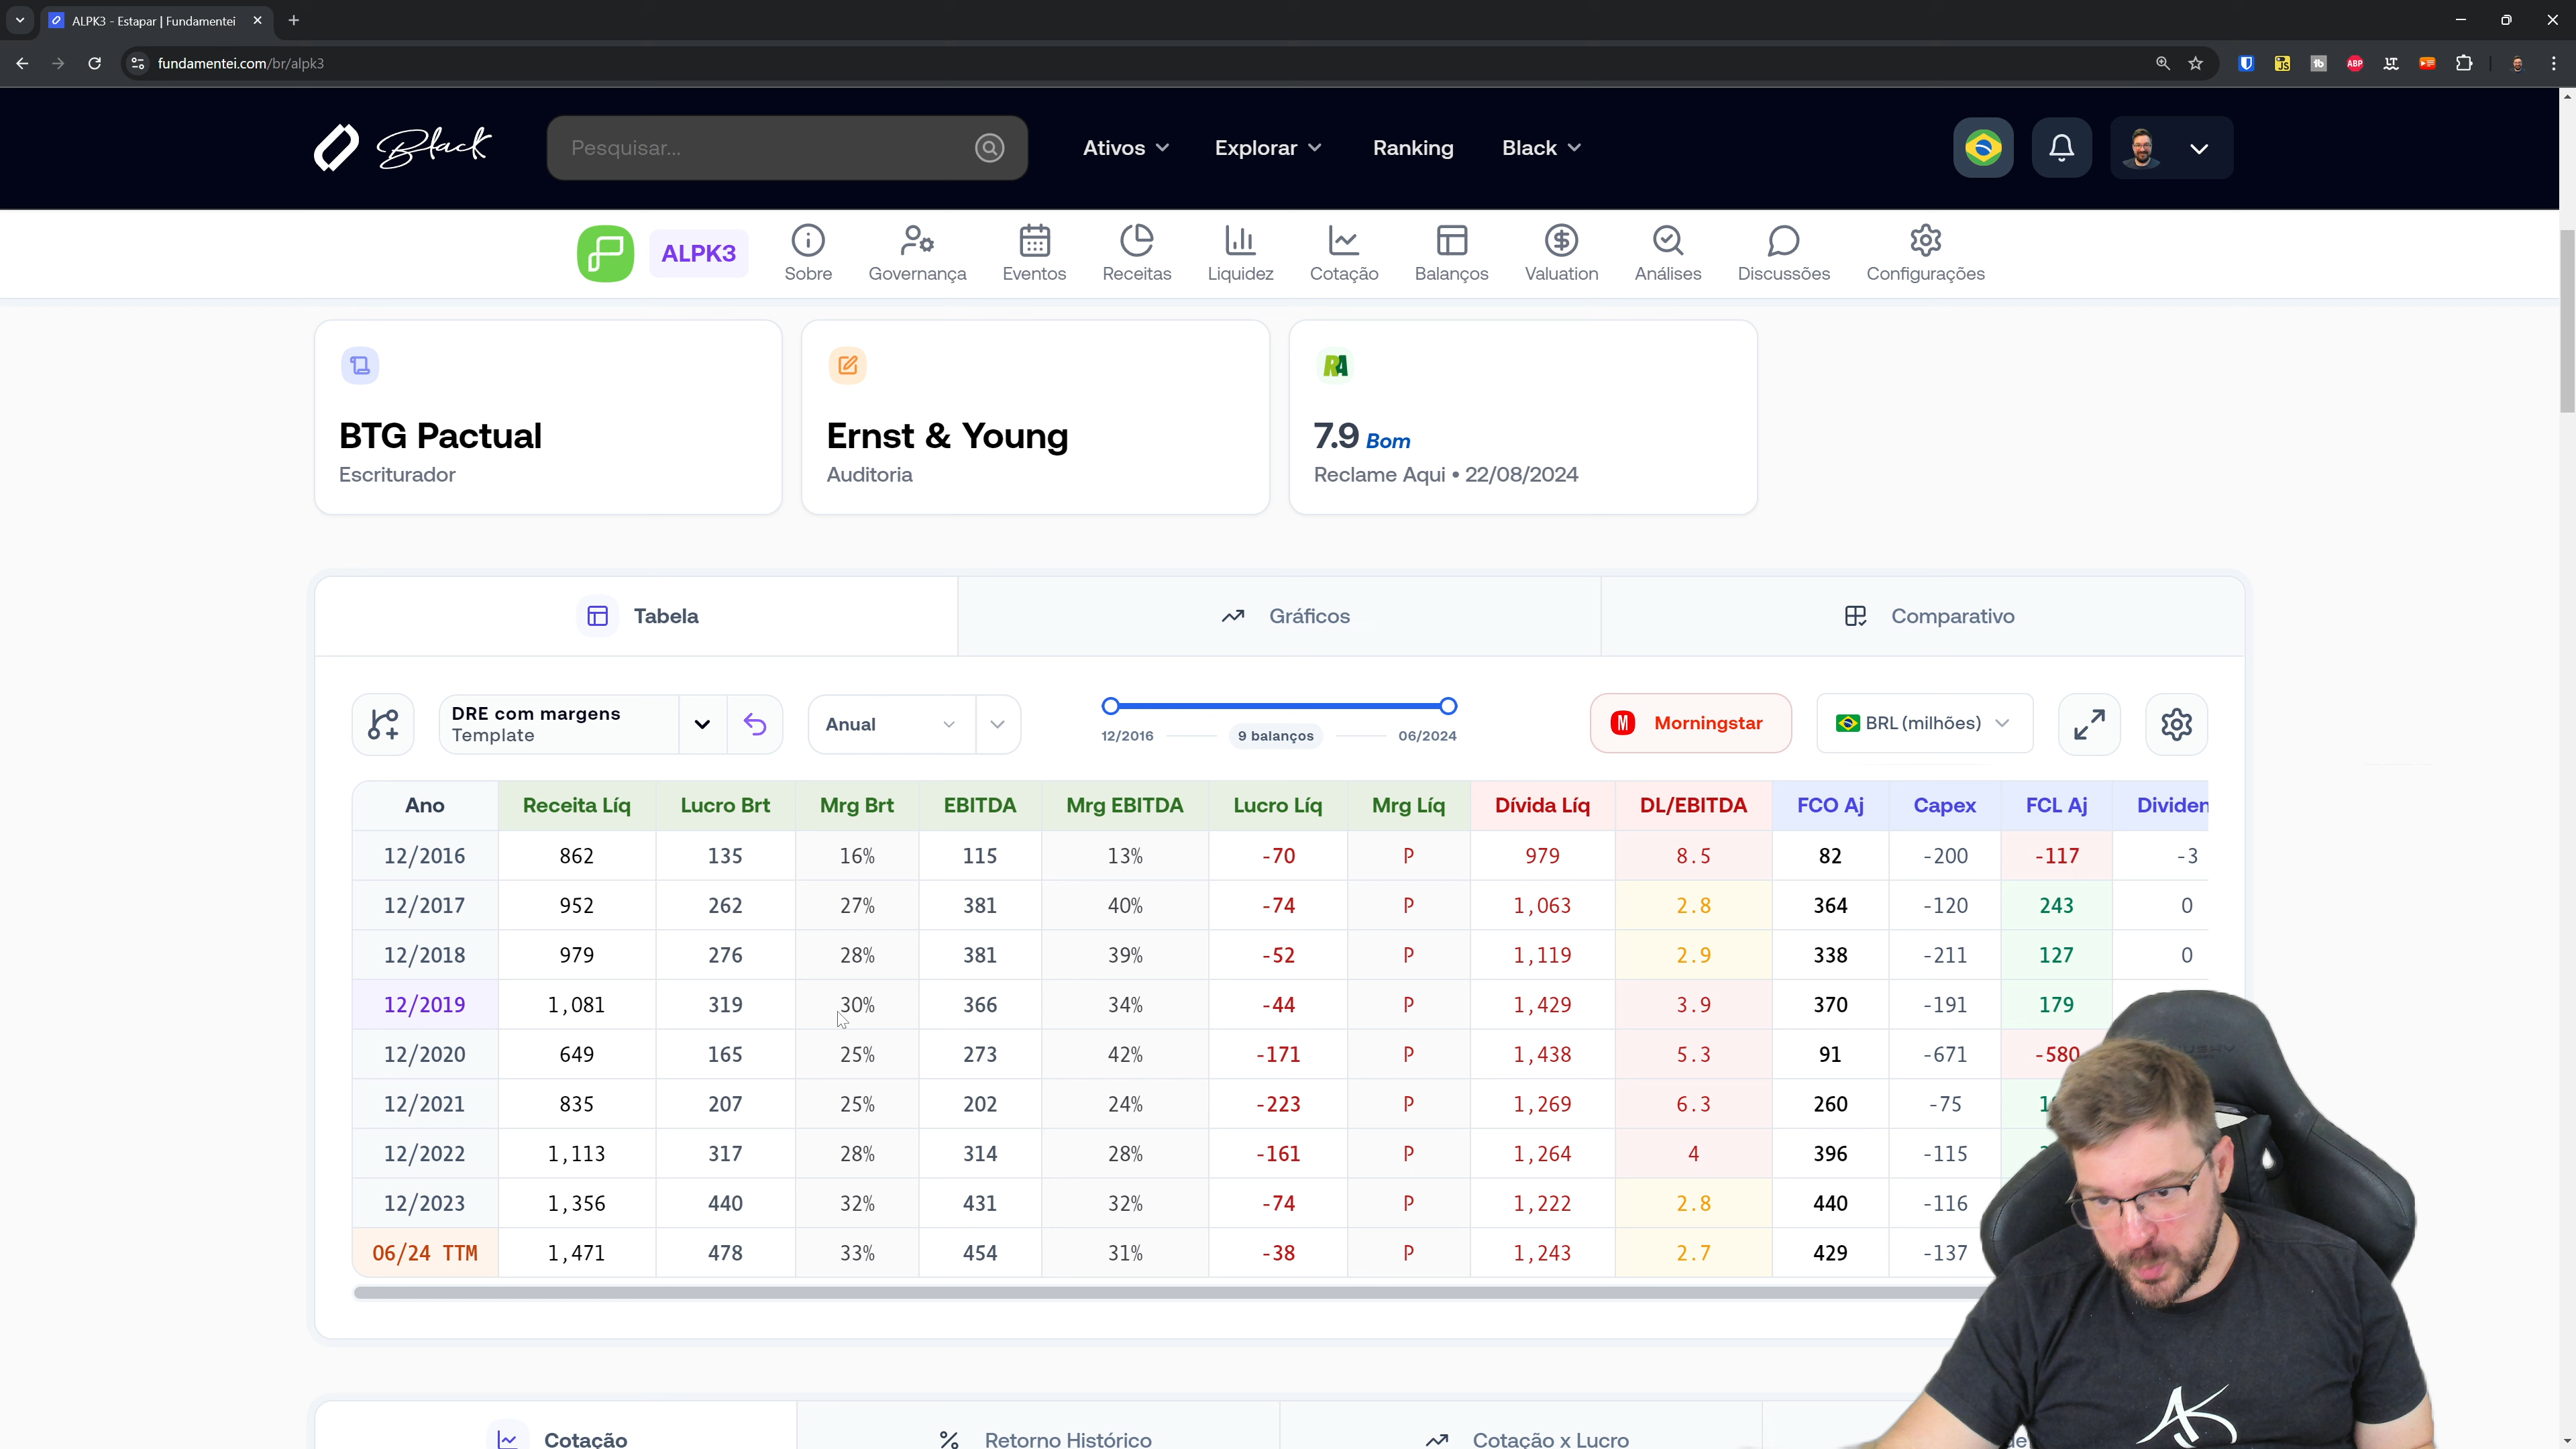 ALPK3 - Estapar | Fundamentei
fundamentei.com/br/alpk3
Black
Pesquisar...
Ativos
Explorar
Ranking
Black
ALPK3
Sobre
Governança
Eventos
Receitas
Liquidez
Cotação
Balanços
Valuation
Análises
Discussões
Configurações
RA
BTG Pactual
Escriturador
Ernst & Young
Auditoria
7.9 Bom
Reclame Aqui • 22/08/2024
Tabela
Gráficos
Comparativo
DRE com margens
Template
Anual
12/2016
9 balanços
06/2024
Morningstar
BRL (milhões)
Ano Receita Líq Lucro Brt Mrg Brt EBITDA Mrg EBITDA Lucro Líq Mrg Líq Dívida Líq DL/EBITDA FCO Aj Capex FCL Aj Dividen
12/2016 862 135 16% 115 13% -70 P 979 8.5 82 -200 -117 -3
12/2017 952 262 27% 381 40% -74 P 1,063 2.8 364 -120 243 0
12/2018 979 276 28% 381 39% -52 P 1,119 2.9 338 -211 127 0
12/2019 1,081 319 30% 366 34% -44 P 1,429 3.9 370 -191 179
12/2020 649 165 25% 273 42% -171 P 1,438 5.3 91 -671 -580
12/2021 835 207 25% 202 24% -223 P 1,269 6.3 260 -75
12/2022 1,113 317 28% 314 28% -161 P 1,264 4 396 -115
12/2023 1,356 440 32% 431 32% -74 P 1,222 2.8 440 -116
06/24 TTM 1,471 478 33% 454 31% -38 P 1,243 2.7 429 -137
Cotação
Retorno Histórico
Cotação x Lucro